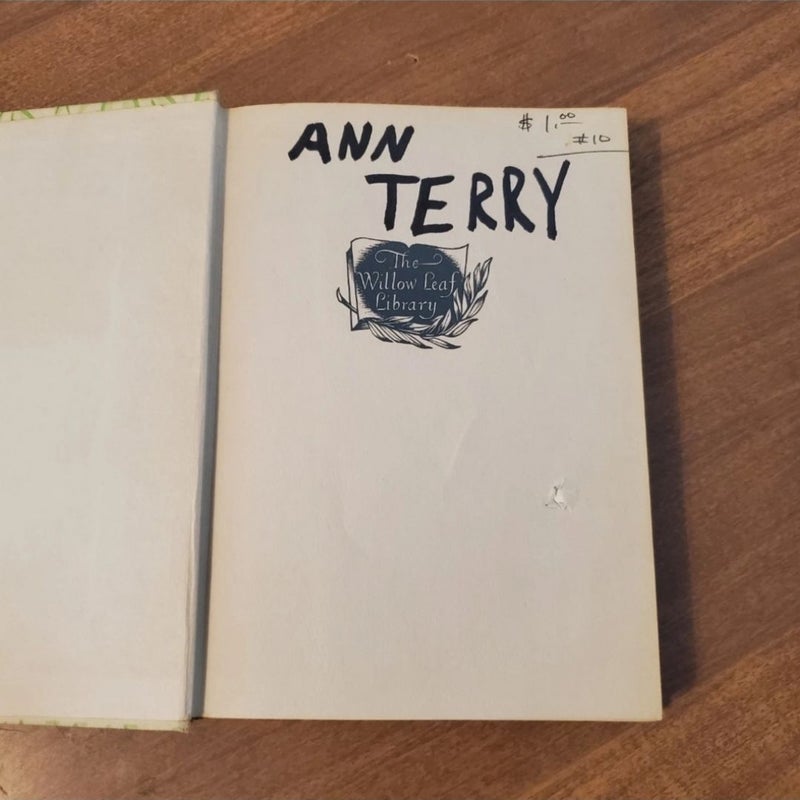 ANN
$ 1.00
#10
TERRY
The
Willow Leaf
Library